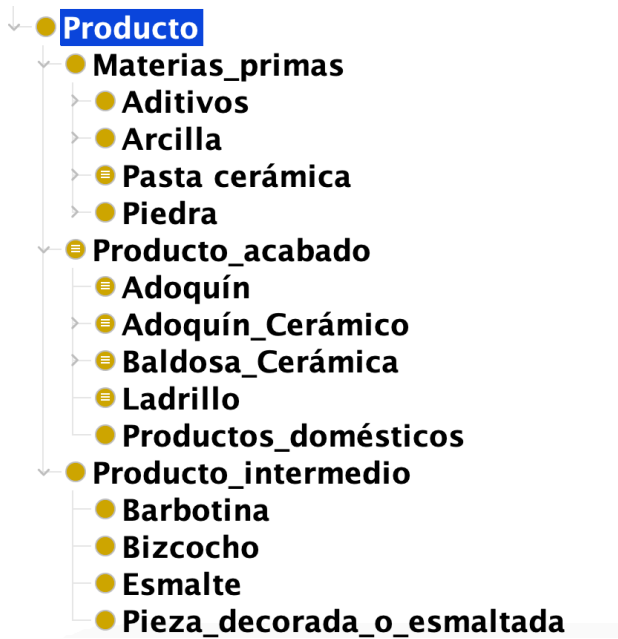 Producto
Materias_primas
Aditivos
Arcilla
Pasta cerámica
Piedra
Producto_acabado
Adoquín
Adoquín_Cerámico
Baldosa_Cerámica
Ladrillo
Productos_domésticos
Producto_intermedio
Barbotina
Bizcocho
Esmalte
Pieza_decorada_o_esmaltada